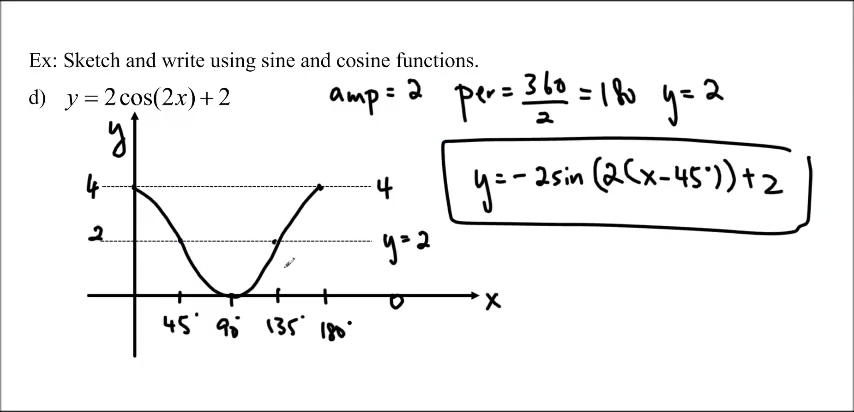 Ex: Sketch and write using sine and cosine functions.
d) y = 2cos(2x) + 2
amp = 2 per = 360/2 = 180 y = 2
y = -2sin(2(x-45°)) + 2
y
4 4
2 y = 2
0 x
45° 90° 135° 180°